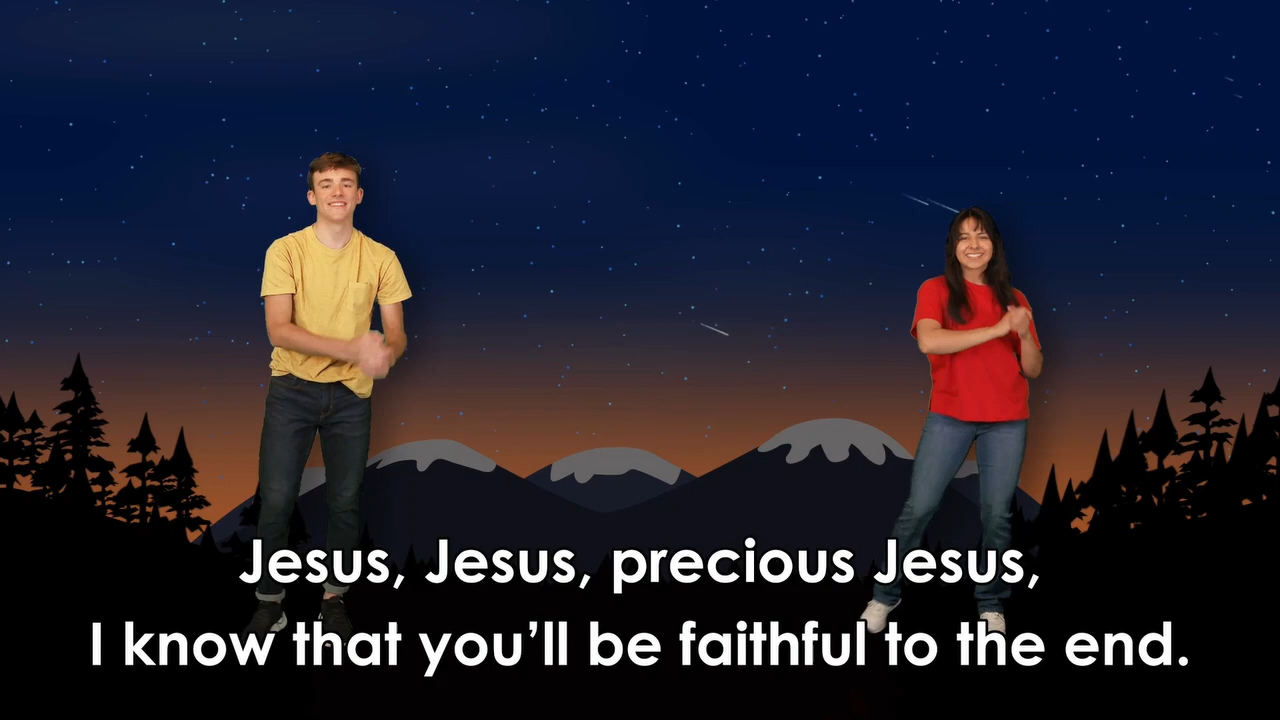 Jesus, Jesus, precious Jesus,
I know that you’ll be faithful to the end.